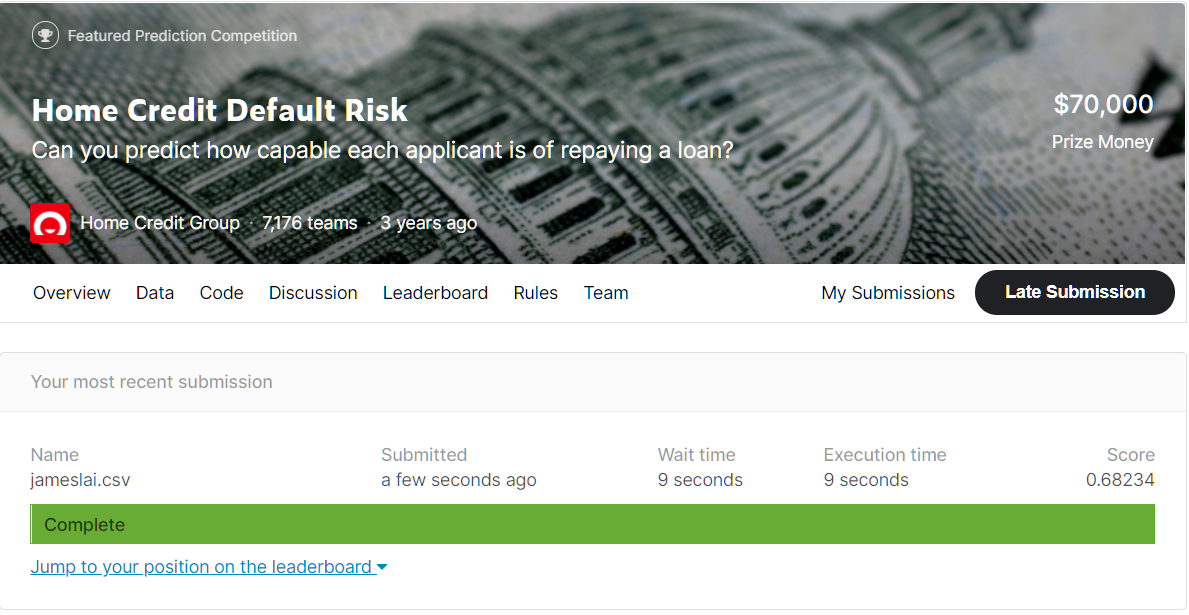 Featured Prediction Competition
Home Credit Default Risk
$70,000
Can you predict how capable each applicant is of repaying a loan?
Prize Money
Home Credit Group · 7,176 teams · 3 years ago
Overview Data Code Discussion Leaderboard Rules Team My Submissions Late Submission
Your most recent submission
Name Submitted Wait time Execution time Score
jameslai.csv a few seconds ago 9 seconds 9 seconds 0.68234
Complete
Jump to your position on the leaderboard